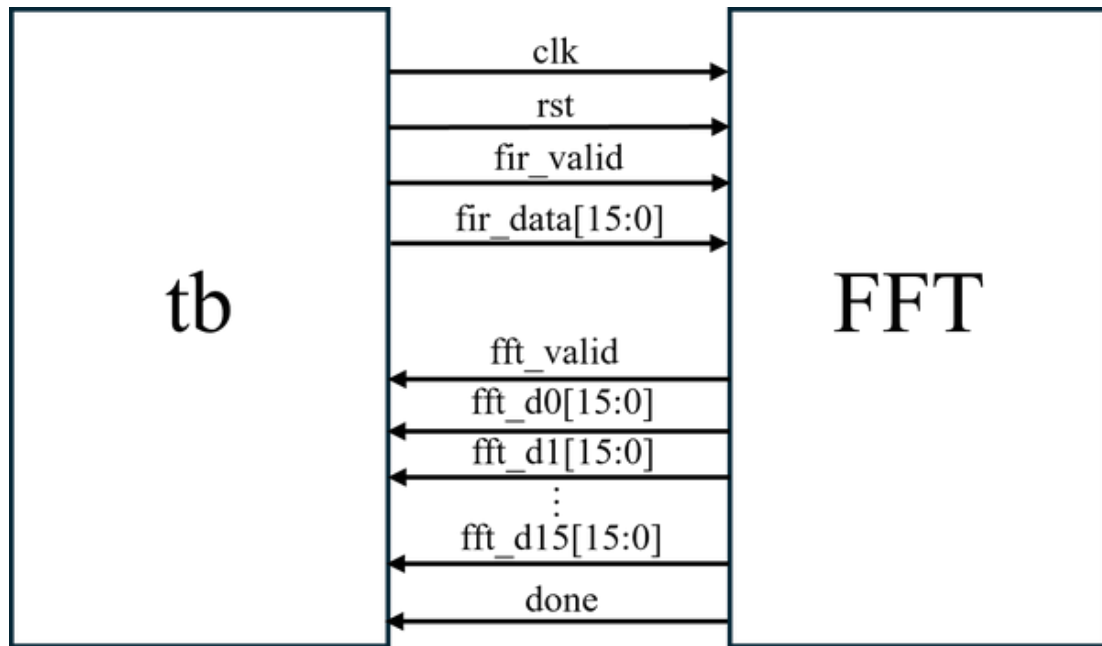 clk
rst
fir_valid
fir_data[15:0]
tb
FFT
fft_valid
fft_d0[15:0]
fft_d1[15:0]
⋮
fft_d15[15:0]
done